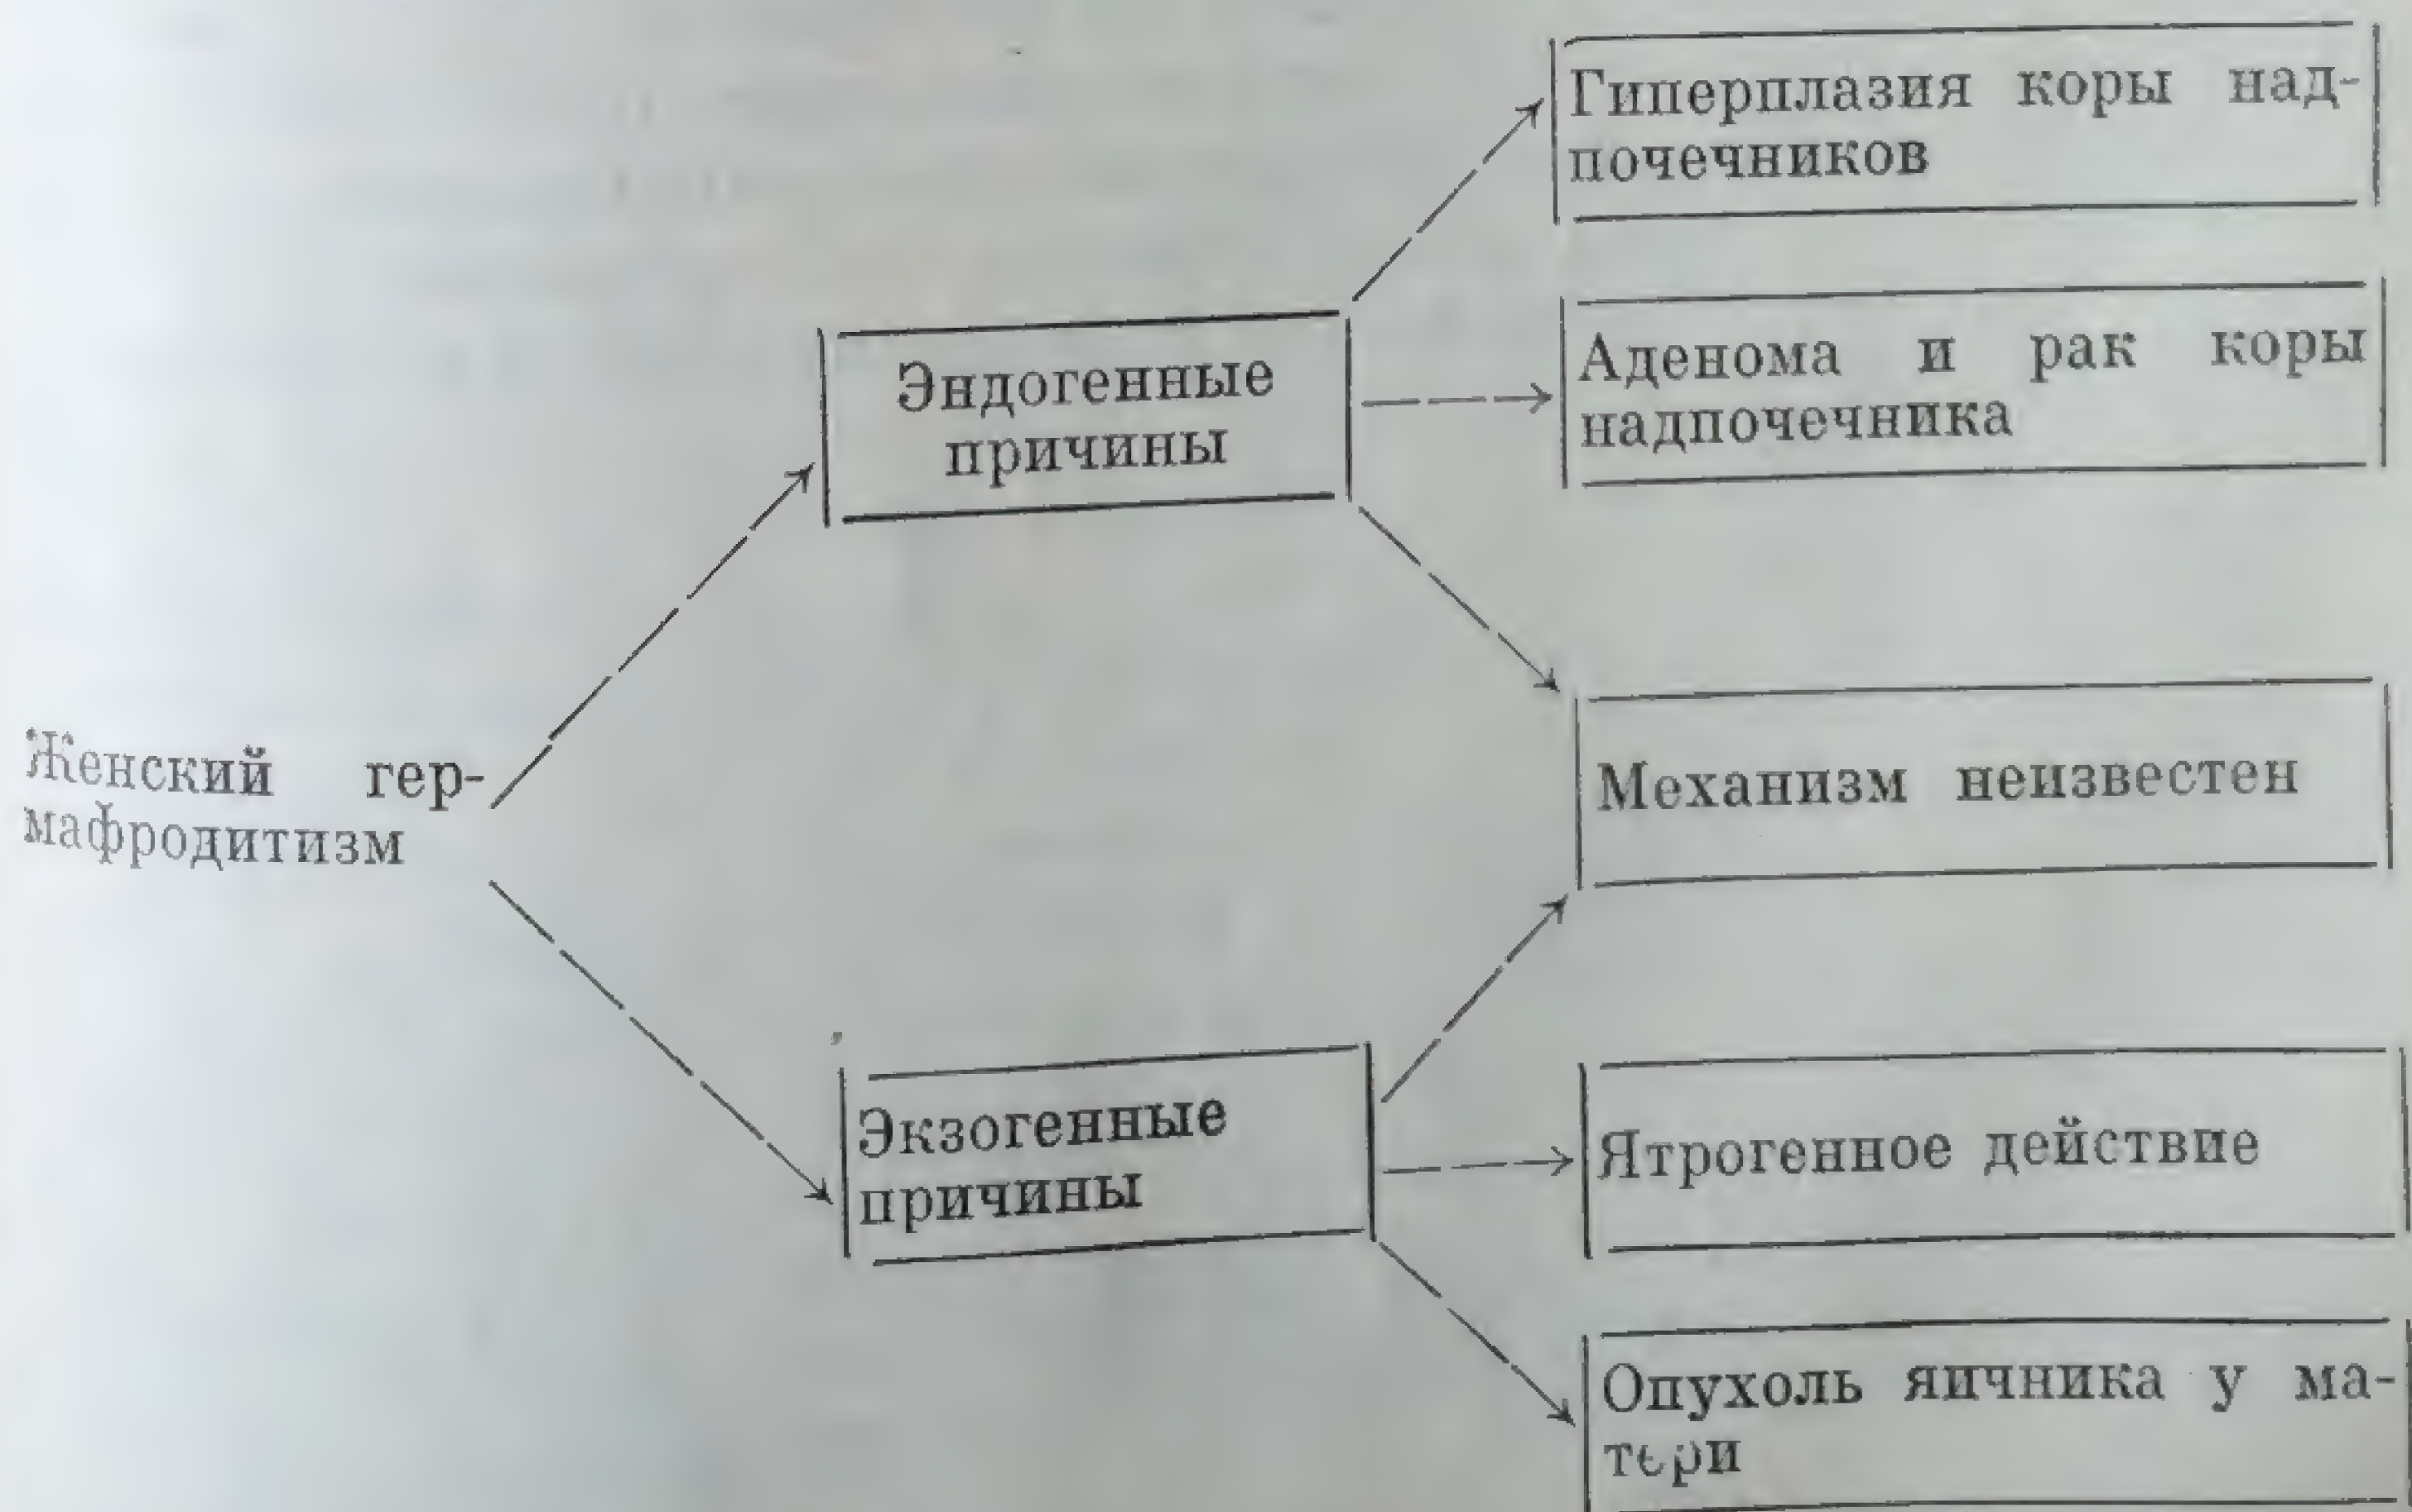 Гиперплазия коры над-
почечников
Аденома и рак коры
надпочечника
Эндогенные
причины
Женский гер-
мафродитизм
Механизм неизвестен
Экзогенные
причины
Ятрогенное действие
Опухоль яичника у ма-
тери